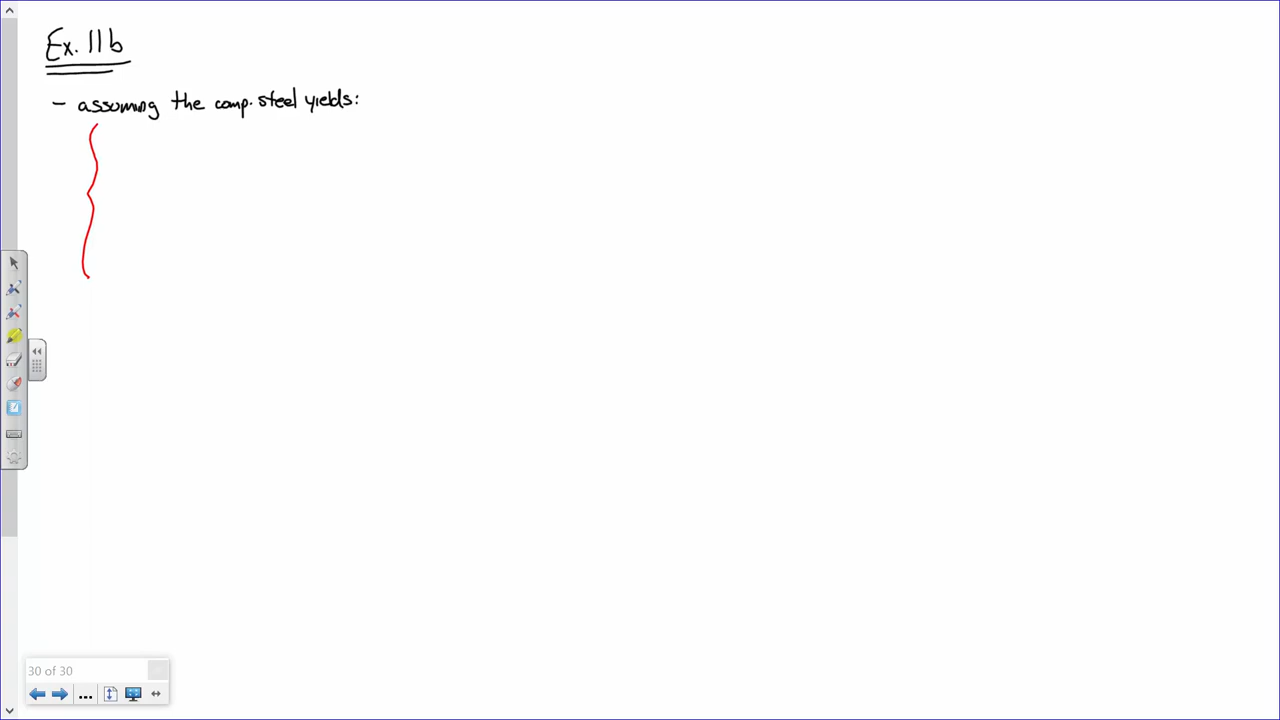 Ex. 11b
- assuming the comp. steel yields:
30 of 30
...